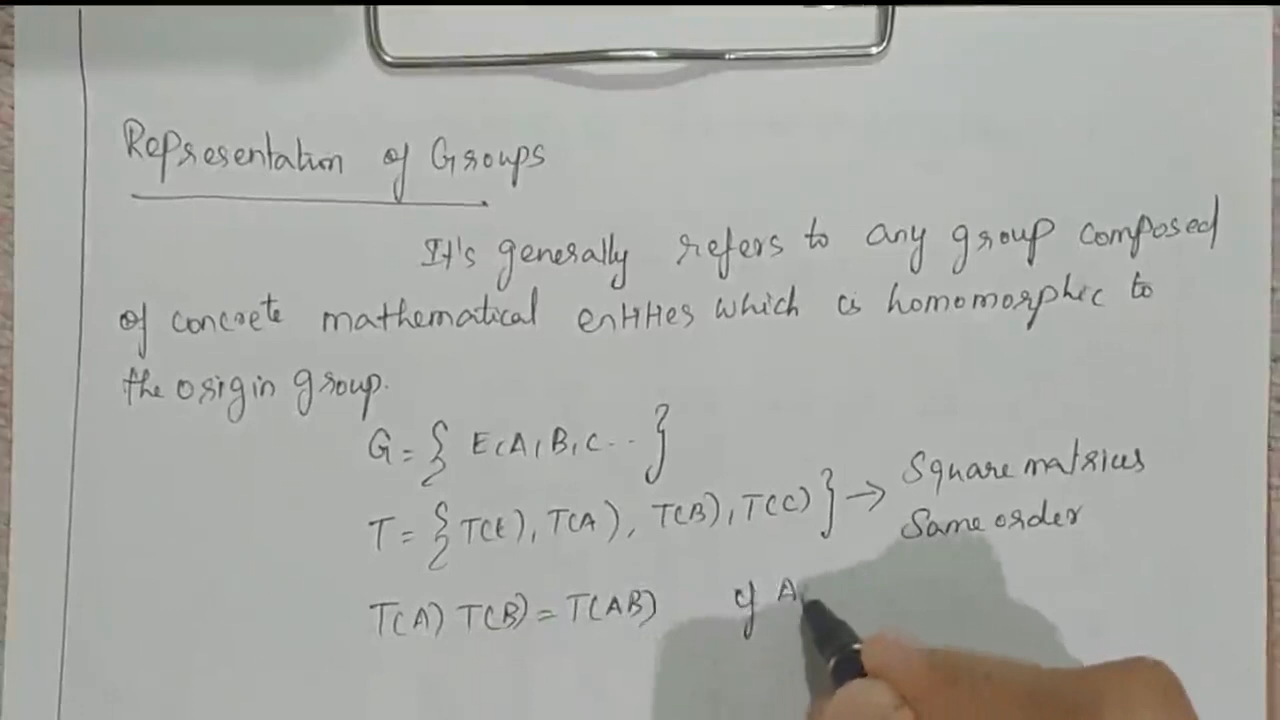 Representation of Groups
It's generally refers to any group composed
of concrete mathematical entities which is homomorphic to
the origin group.
G = { E, A, B, C... }
T = { T(E), T(A), T(B), T(C) } → Square matrices
Same order
T(A) T(B) = T(AB) if A